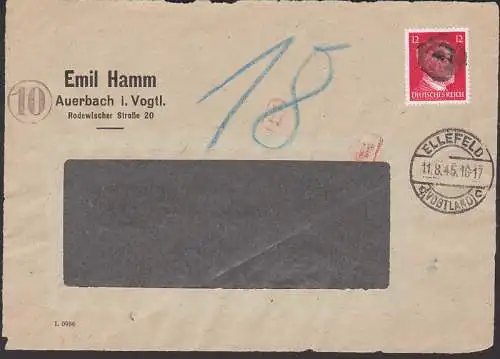 Emil Hamm
10
Auerbach i. Vogtl.
Rodewischer Straße 20
18
12 12
DEUTSCHES REICH
ELLEFELD
11.8.45.16-17
(VOGTLAND) C
L 0986